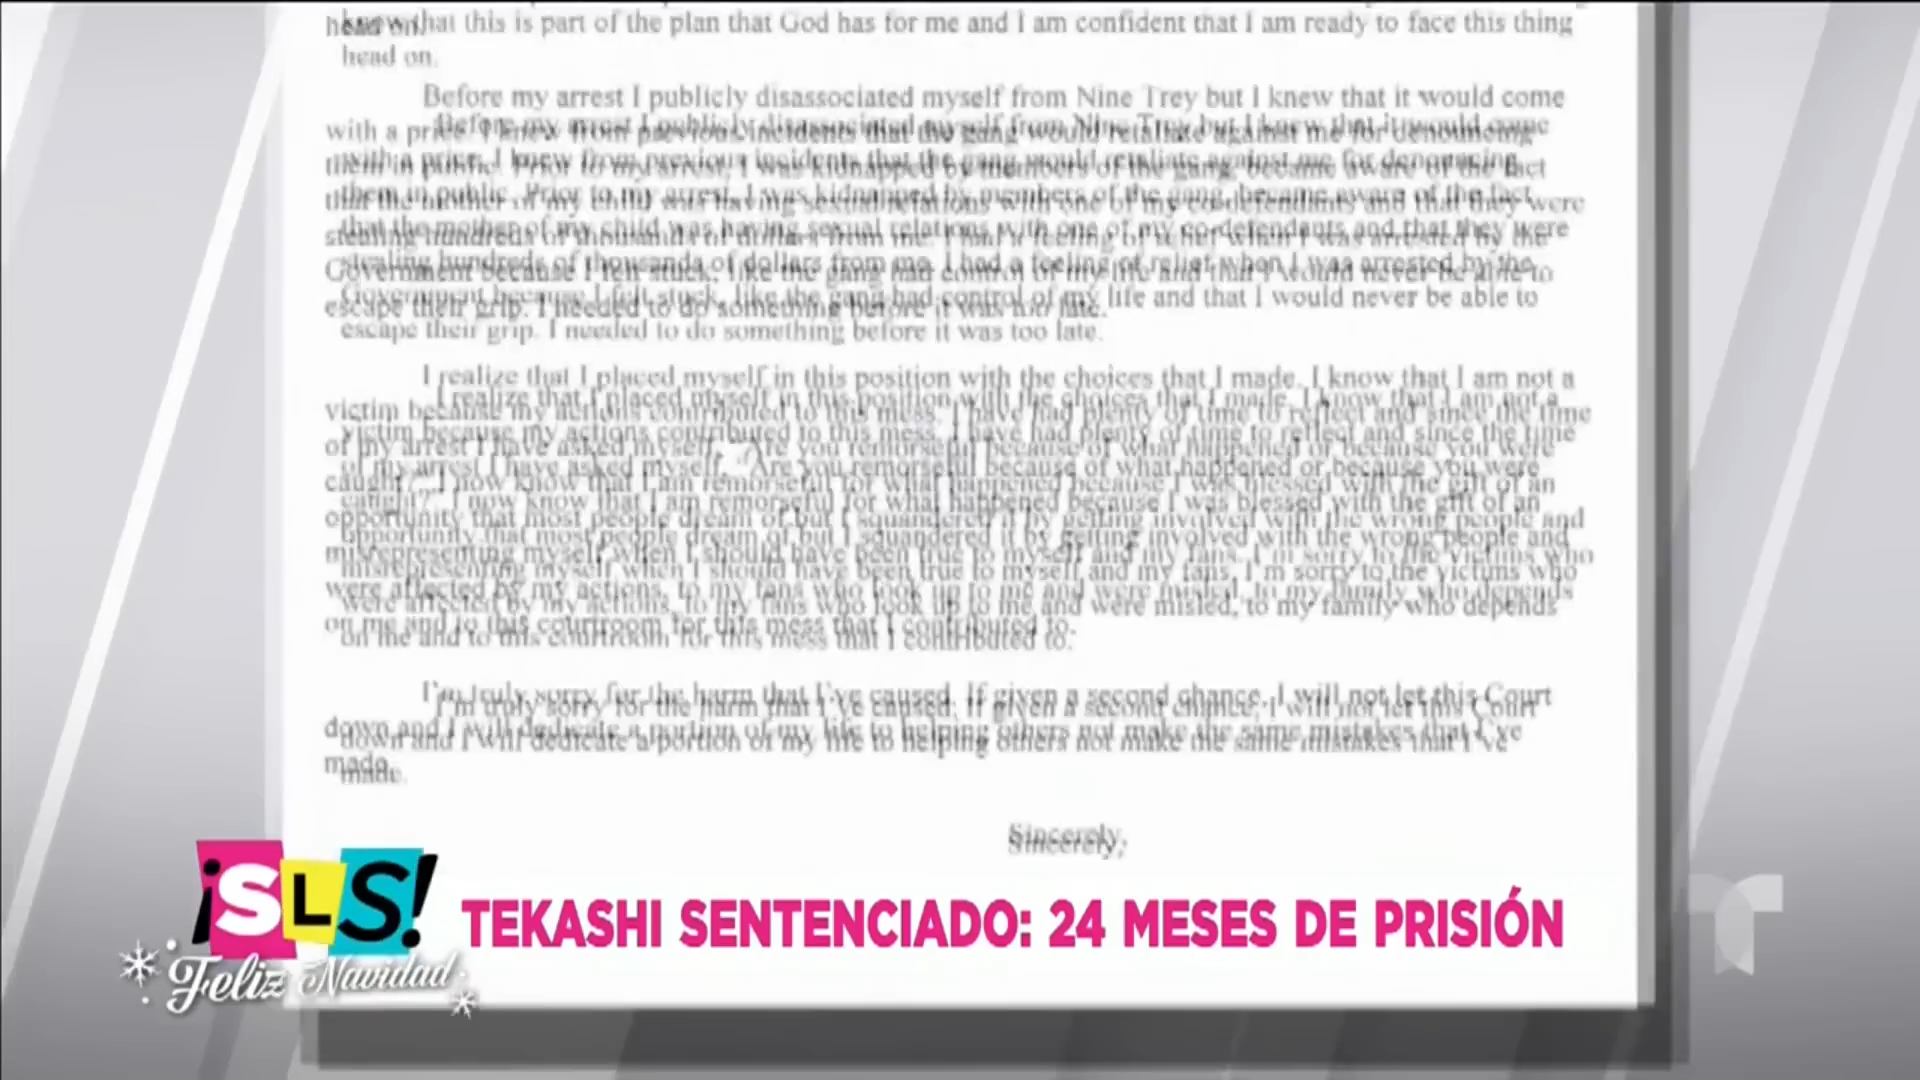 know that this is part of the plan that God has for me and I am confident that I am ready to face this thing
head on.
Before my arrest I publicly disassociated myself from Nine Trey but I knew that it would come
with a price. I knew from previous incidents that the gang would retaliate against me for denouncing
them in public. Prior to my arrest, I was kidnapped by members of the gang, became aware of the fact
that the mother of my child was having sexual relations with one of my co-defendants and that they were
stealing hundreds of thousands of dollars from me. I had a feeling of relief when I was arrested by the
Government because I felt stuck, like the gang had control of my life and that I would never be able to
escape their grip. I needed to do something before it was too late.
I realize that I placed myself in this position with the choices that I made. I know that I am not a
victim because my actions contributed to this mess. I have had plenty of time to reflect and since the time
of my arrest I have asked myself, "Are you remorseful because of what happened or because you were
caught?" I now know that I am remorseful for what happened because I was blessed with the gift of an
opportunity that most people dream of but I squandered it by getting involved with the wrong people and
misrepresenting myself when I should have been true to myself and my fans. I'm sorry to the victims who
were affected by my actions, to my fans who look up to me and were misled, to my family who depends
on me and to this courtroom for this mess that I contributed to.
I'm truly sorry for the harm that I've caused. If given a second chance, I will not let this Court
down and I will dedicate a portion of my life to helping others not make the same mistakes that I've
made.
Sincerely,
¡SLS!
Feliz Navidad
TEKASHI SENTENCIADO: 24 MESES DE PRISIÓN